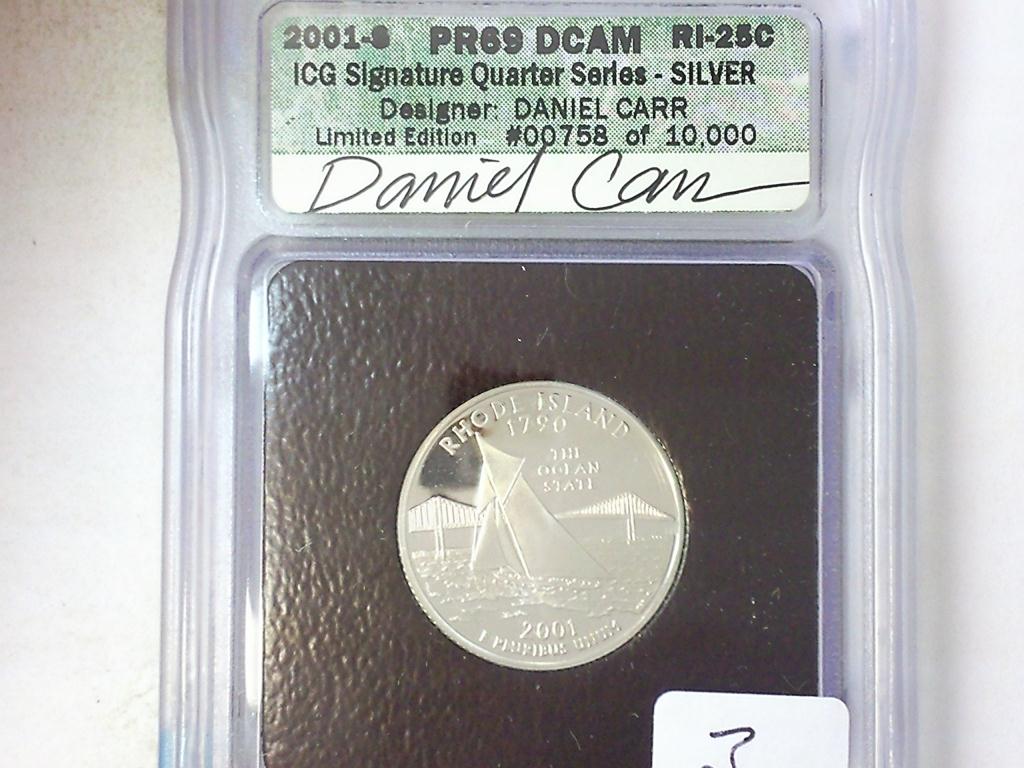 2001-S PR69 DCAM RI-25C
ICG Signature Quarter Series - SILVER
Designer: DANIEL CARR
Limited Edition #00758 of 10,000
Daniel Carr
RHODE ISLAND
1790
THE
OCEAN
STATE
2001
E PLURIBUS UNUM
3